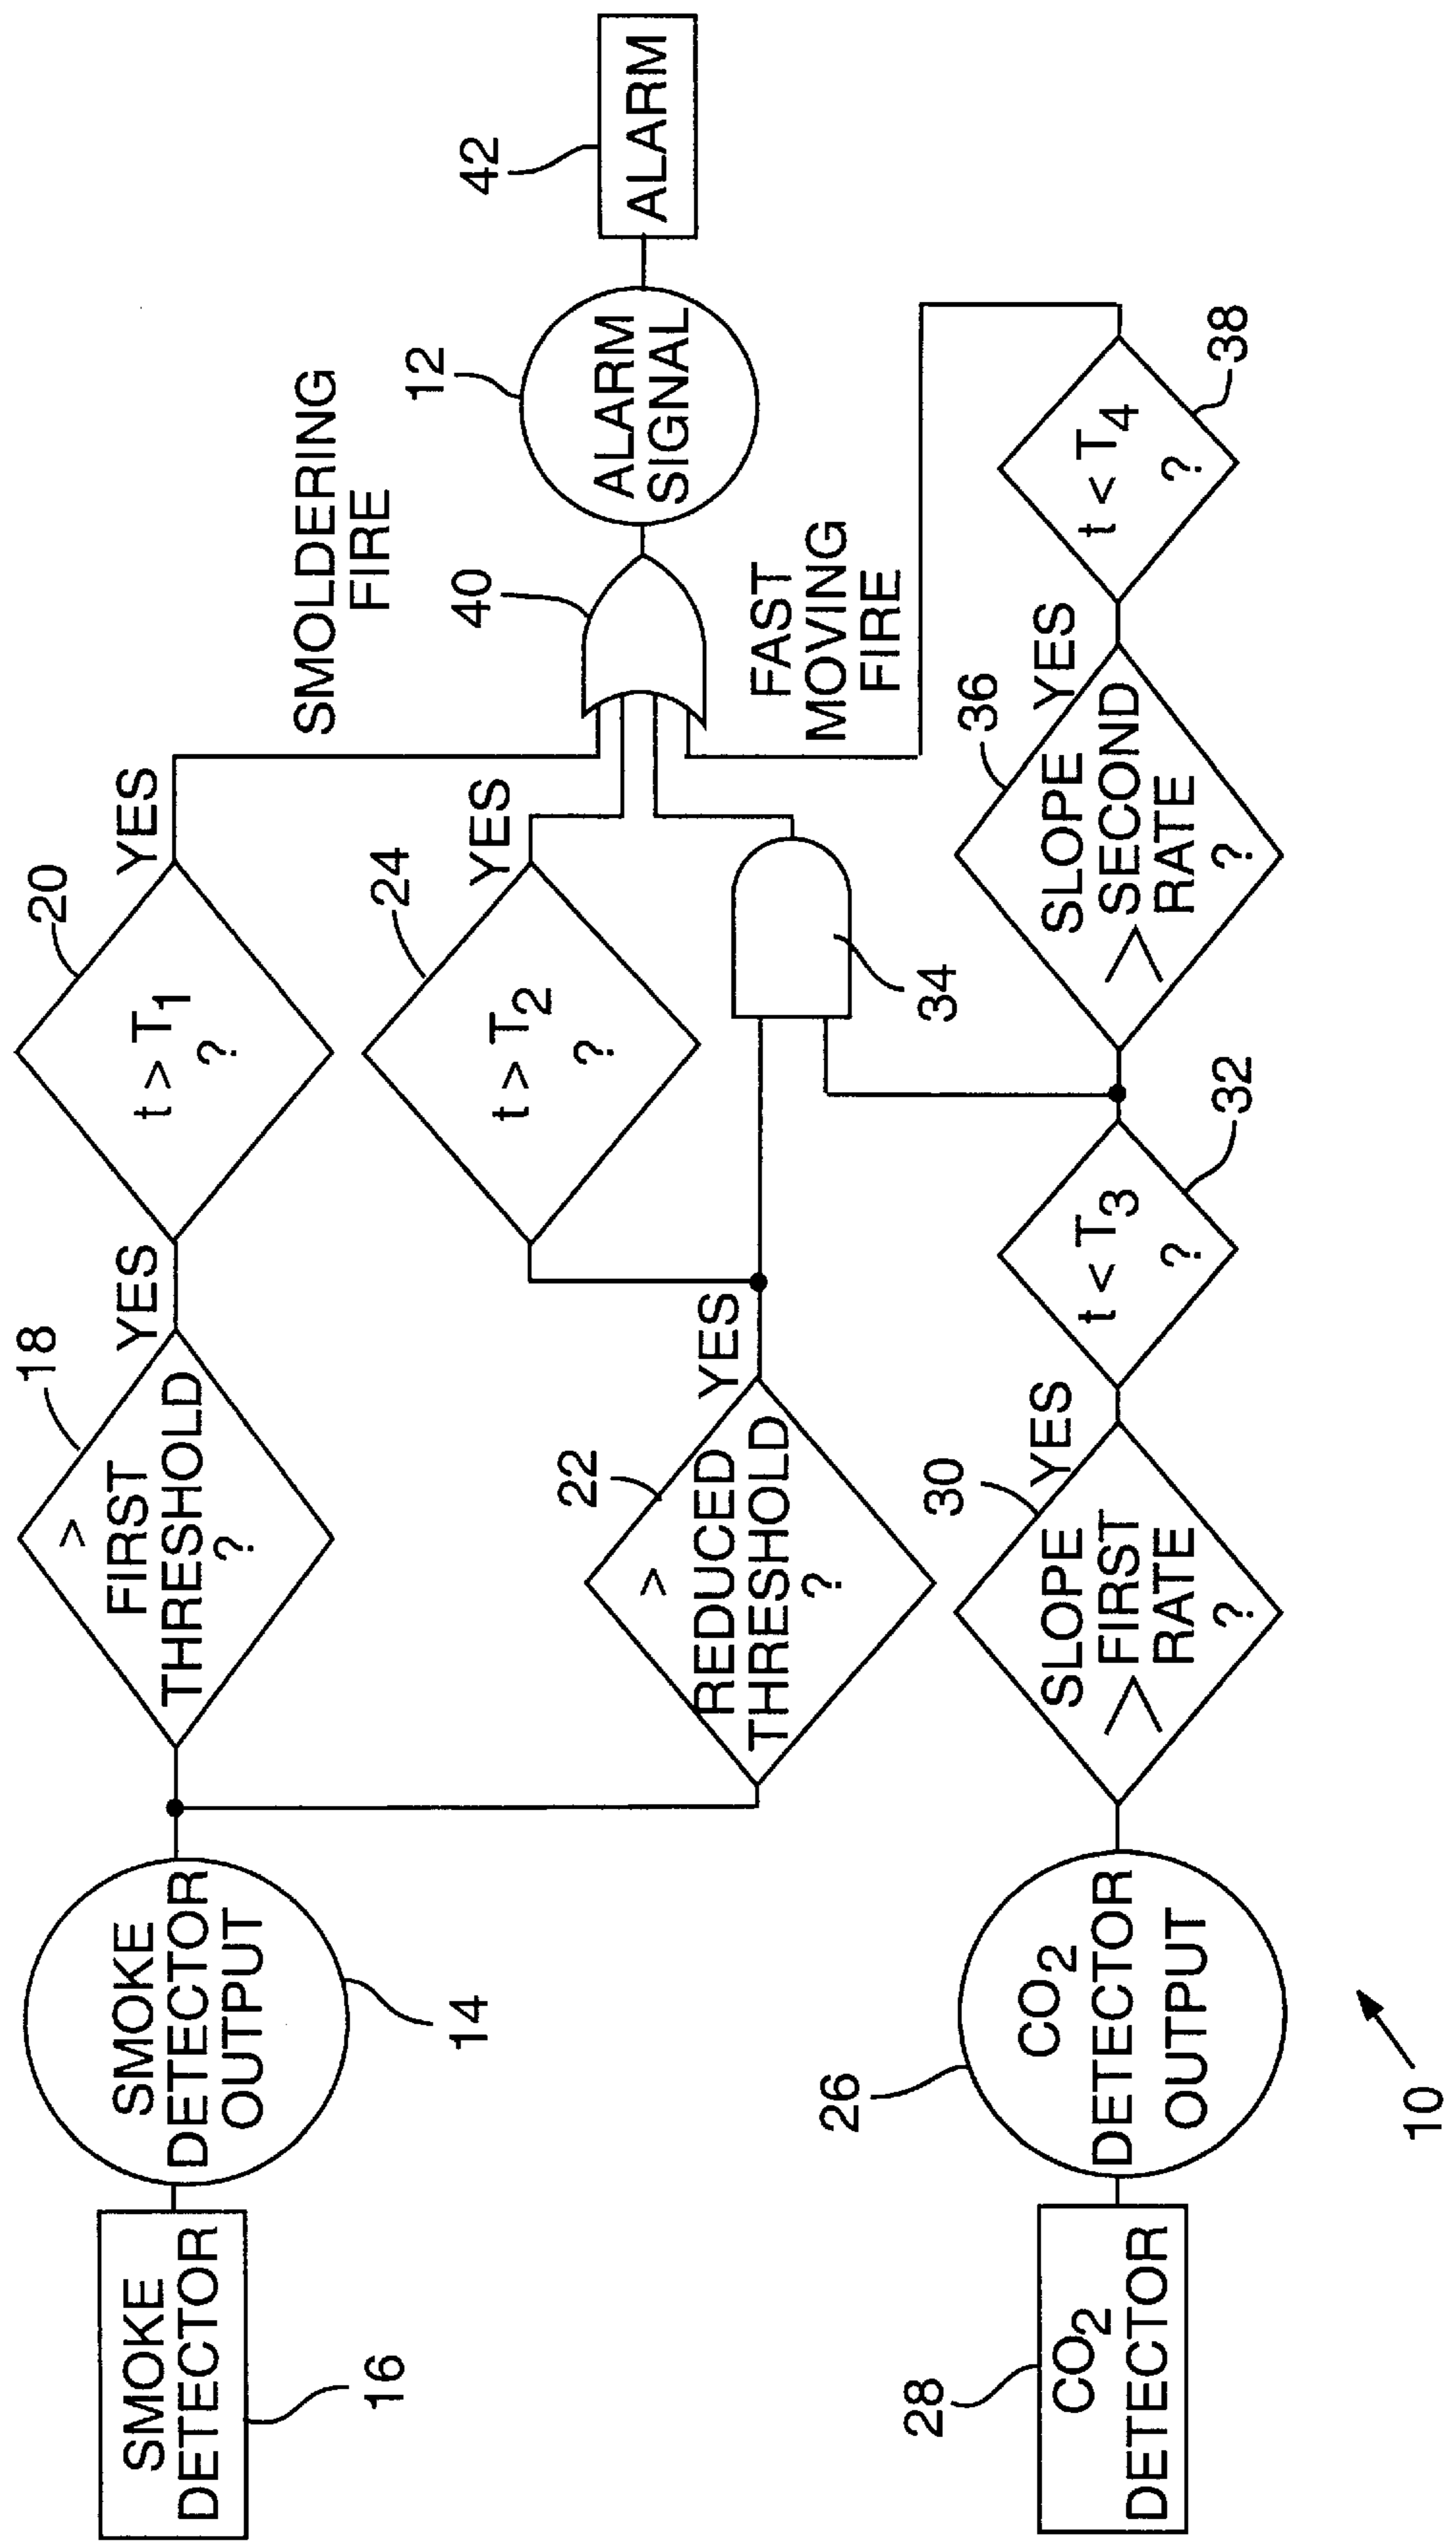 SMOKE
DETECTOR
16
SMOKE
DETECTOR
OUTPUT
14
>
FIRST
THRESHOLD
?
18
YES
t > T1
?
20
YES
SMOLDERING
FIRE
>
REDUCED
THRESHOLD
?
22
YES
t > T2
?
24
YES
34
40
ALARM
SIGNAL
12
ALARM
42
FAST
MOVING
FIRE
CO2
DETECTOR
28
CO2
DETECTOR
OUTPUT
26
SLOPE
> FIRST
RATE
?
30
YES
t < T3
?
32
SLOPE
> SECOND
RATE
?
36
YES
t < T4
?
38
10